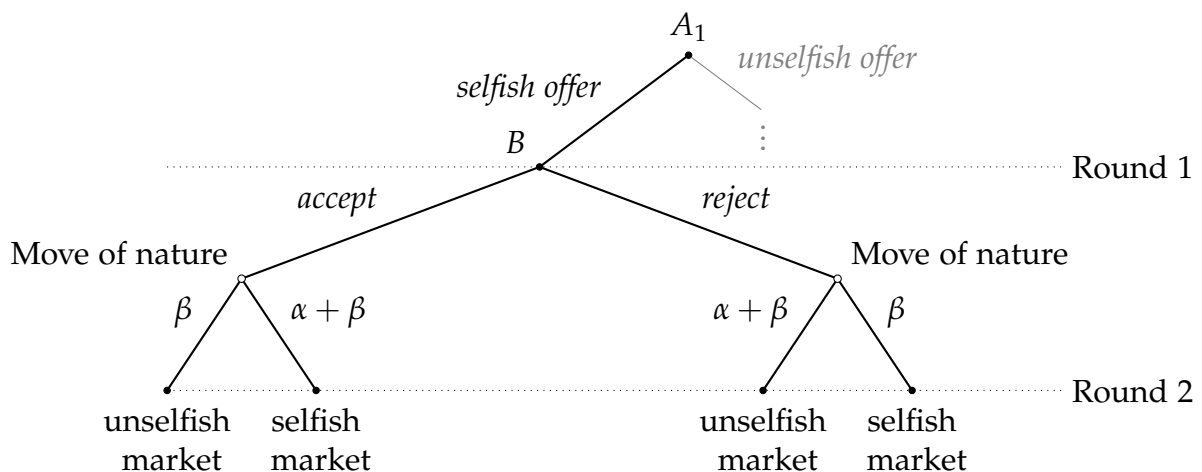 A₁
unselfish offer
selfish offer
⋮
B
Round 1
accept
reject
Move of nature
Move of nature
β
α + β
α + β
β
Round 2
unselfish market
selfish market
unselfish market
selfish market